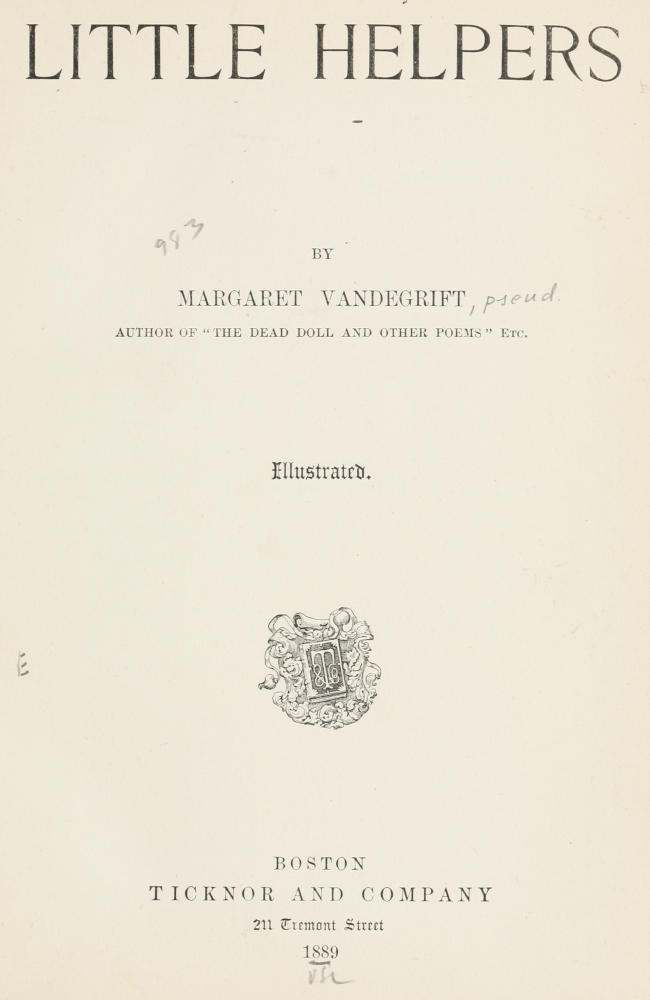 LITTLE HELPERS
983
BY
MARGARET VANDEGRIFT, pseud.
AUTHOR OF "THE DEAD DOLL AND OTHER POEMS" ETC.
Illustrated.
T & Co
E
BOSTON
TICKNOR AND COMPANY
211 Tremont Street
1889